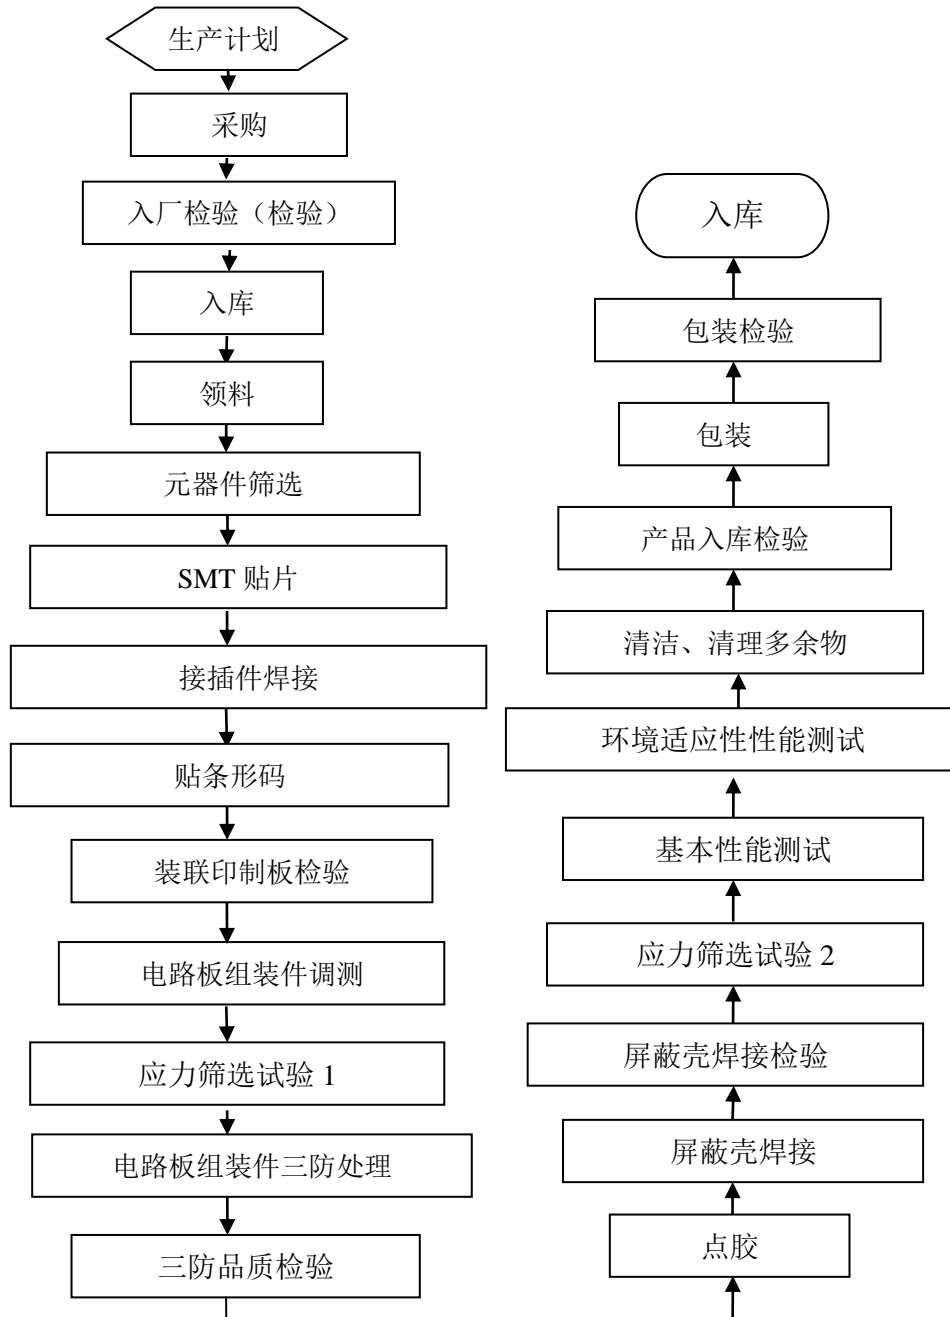 生产计划
采购
入厂检验（检验）
入库
领料
元器件筛选
SMT 贴片
接插件焊接
贴条形码
装联印制板检验
电路板组装件调测
应力筛选试验 1
电路板组装件三防处理
三防品质检验
入库
包装检验
包装
产品入库检验
清洁、清理多余物
环境适应性性能测试
基本性能测试
应力筛选试验 2
屏蔽壳焊接检验
屏蔽壳焊接
点胶